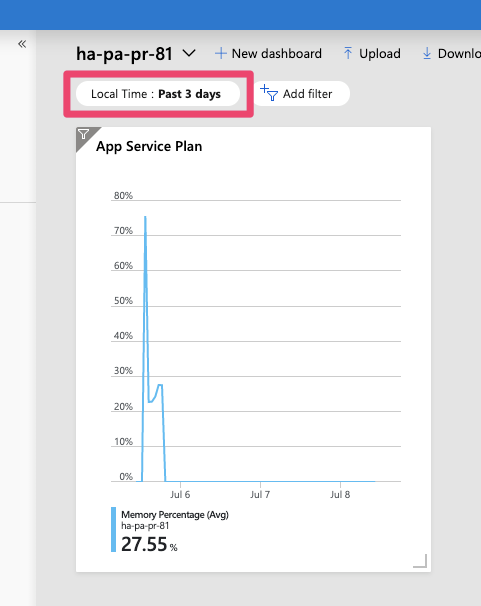 ha-pa-pr-81
New dashboard
Upload
Downlo
Local Time : Past 3 days
Add filter
App Service Plan
80%
70%
60%
50%
40%
30%
20%
10%
0%
Jul 6
Jul 7
Jul 8
Memory Percentage (Avg)
ha-pa-pr-81
27.55 %